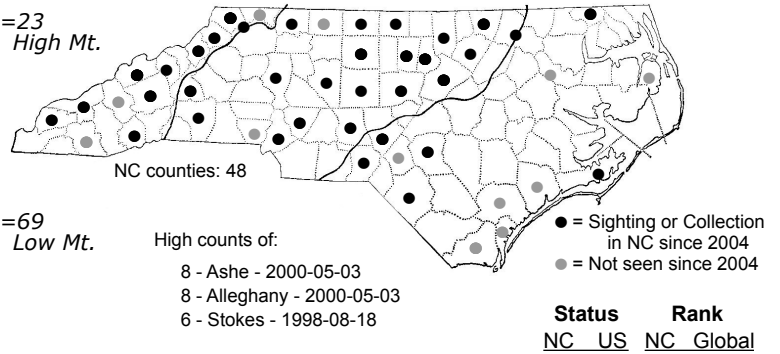 =23
High Mt.
NC counties: 48
=69
Low Mt.
High counts of:
8 - Ashe - 2000-05-03
8 - Alleghany - 2000-05-03
6 - Stokes - 1998-08-18
= Sighting or Collection
in NC since 2004
= Not seen since 2004
Status Rank
NC US NC Global